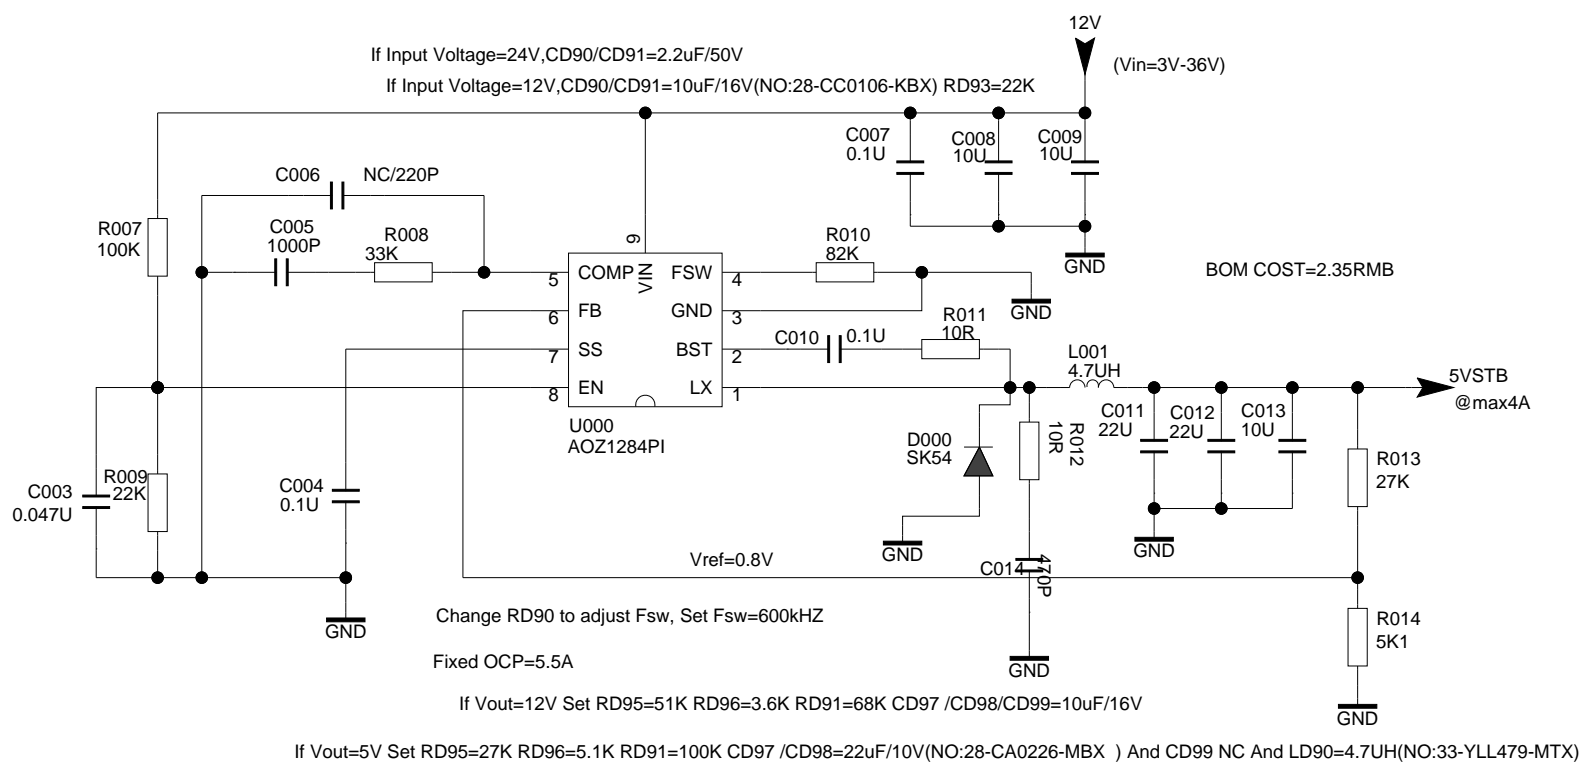 12V
If Input Voltage=24V,CD90/CD91=2.2uF/50V
(Vin=3V-36V)
If Input Voltage=12V,CD90/CD91=10uF/16V(NO:28-CC0106-KBX) RD93=22K
C007
0.1U
C008
10U
C009
10U
C006
NC/220P
R007
100K
C005
1000P
R008
33K
9
R010
82K
GND
BOM COST=2.35RMB
5
COMP
VIN
FSW
4
6
FB
GND
3
GND
R011
10R
7
SS
BST
2
C010
0.1U
L001
4.7UH
8
EN
LX
1
5VSTB
@max4A
U000
AOZ1284PI
D000
SK54
R012
10R
C011
22U
C012
22U
C013
10U
R013
27K
C003
0.047U
R009
22K
C004
0.1U
GND
GND
Vref=0.8V
C014
470P
GND
Change RD90 to adjust Fsw, Set Fsw=600kHZ
R014
5K1
Fixed OCP=5.5A
GND
If Vout=12V Set RD95=51K RD96=3.6K RD91=68K CD97 /CD98/CD99=10uF/16V
GND
If Vout=5V Set RD95=27K RD96=5.1K RD91=100K CD97 /CD98=22uF/10V(NO:28-CA0226-MBX ) And CD99 NC And LD90=4.7UH(NO:33-YLL479-MTX)